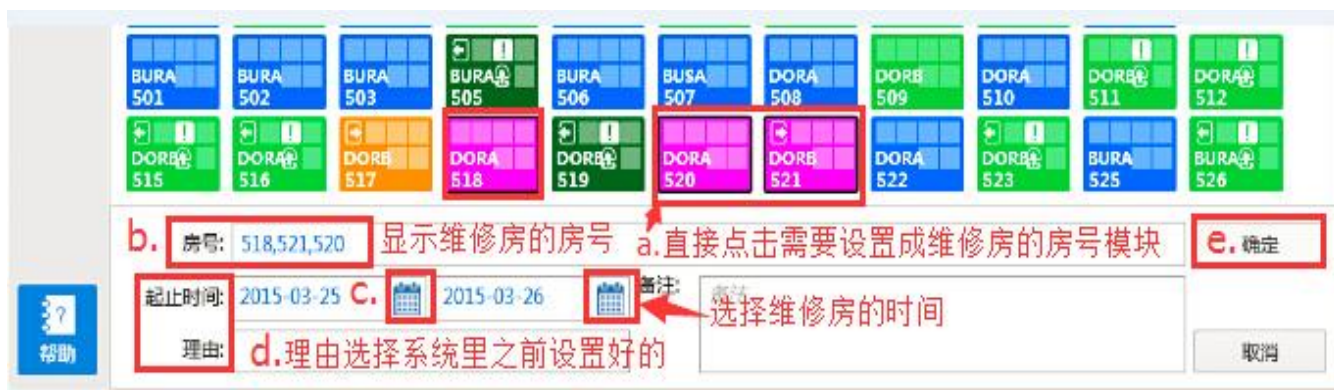 BURA BURA BURA BURA BURA BUSA DORA DORB DORA DORB DORA
501 502 503 505 506 507 508 509 510 511 512
DORB DORA DORB DORA DORB DORA DORB DORA DORB BURA BURA
515 516 517 518 519 520 521 522 523 525 526
b. 房号: 518,521,520 显示维修房的房号 a.直接点击需要设置成维修房的房号模块 e. 确定
起止时间: 2015-03-25 c. 2015-03-26 备注: 备注 选择维修房的时间
理由: d.理由选择系统里之前设置好的 取消
? 帮助